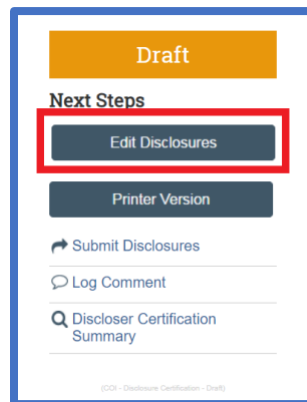 Draft
Next Steps
Edit Disclosures
Printer Version
Submit Disclosures
Log Comment
Discloser Certification
Summary
(COI - Disclosure Certification - Draft)